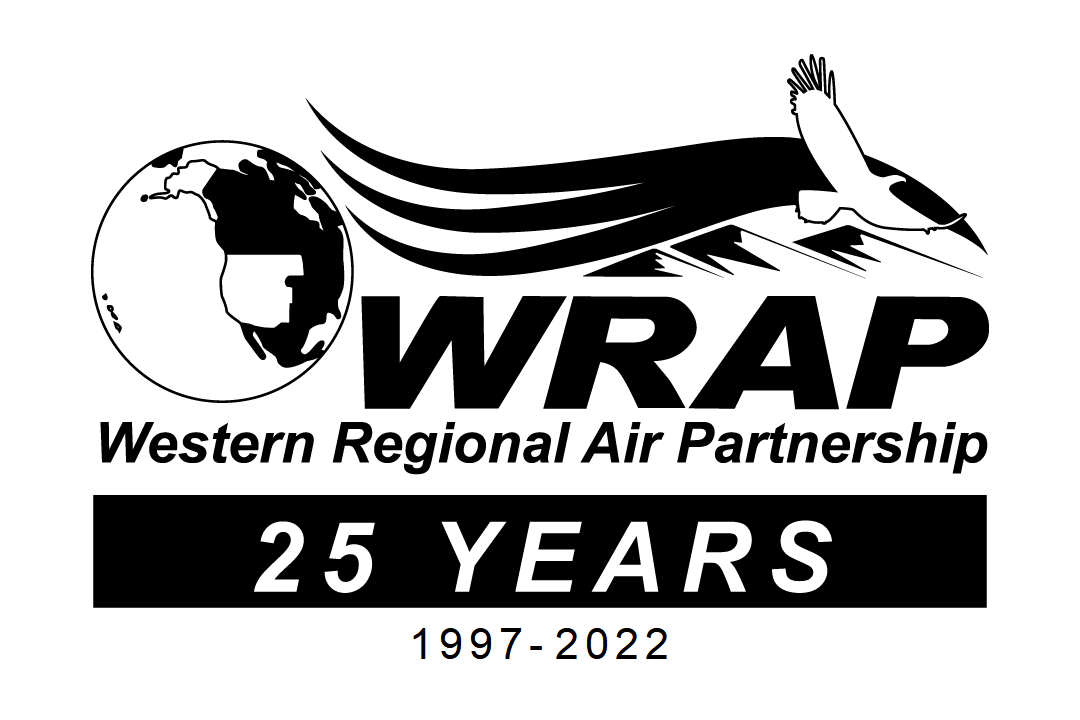 WRAP
Western Regional Air Partnership
25 YEARS
1997-2022